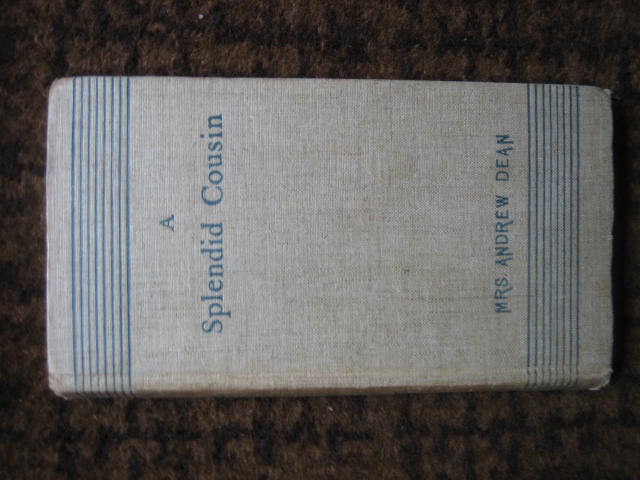 A
Splendid Cousin
MRS. ANDREW DEAN